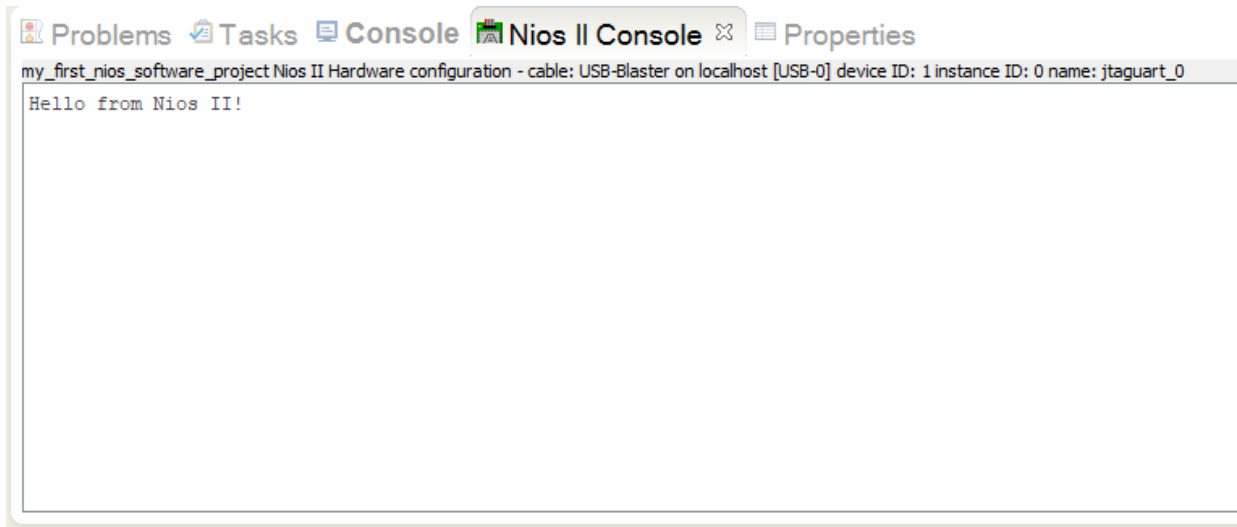 Problems Tasks Console Nios II Console Properties
my_first_nios_software_project Nios II Hardware configuration - cable: USB-Blaster on localhost [USB-0] device ID: 1 instance ID: 0 name: jtaguart_0
Hello from Nios II!